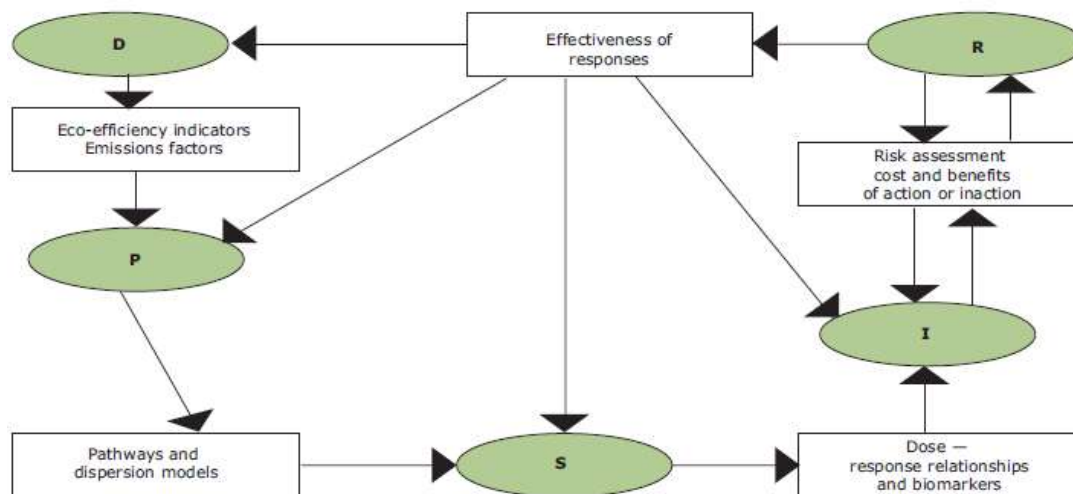 D
Effectiveness of
responses
R
Eco-efficiency indicators
Emissions factors
Risk assessment
cost and benefits
of action or inaction
P
I
Pathways and
dispersion models
S
Dose —
response relationships
and biomarkers